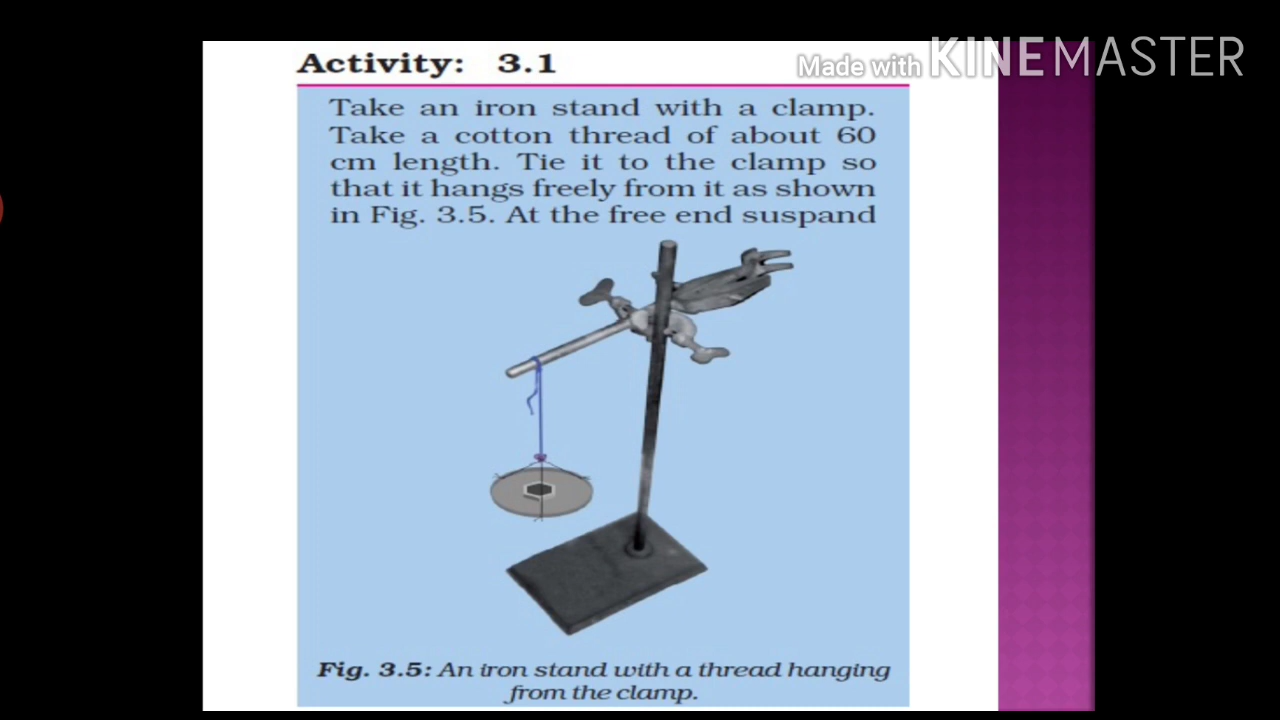 Activity: 3.1
Made with KINEMASTER
Take an iron stand with a clamp.
Take a cotton thread of about 60
cm length. Tie it to the clamp so
that it hangs freely from it as shown
in Fig. 3.5. At the free end suspand
Fig. 3.5: An iron stand with a thread hanging
from the clamp.